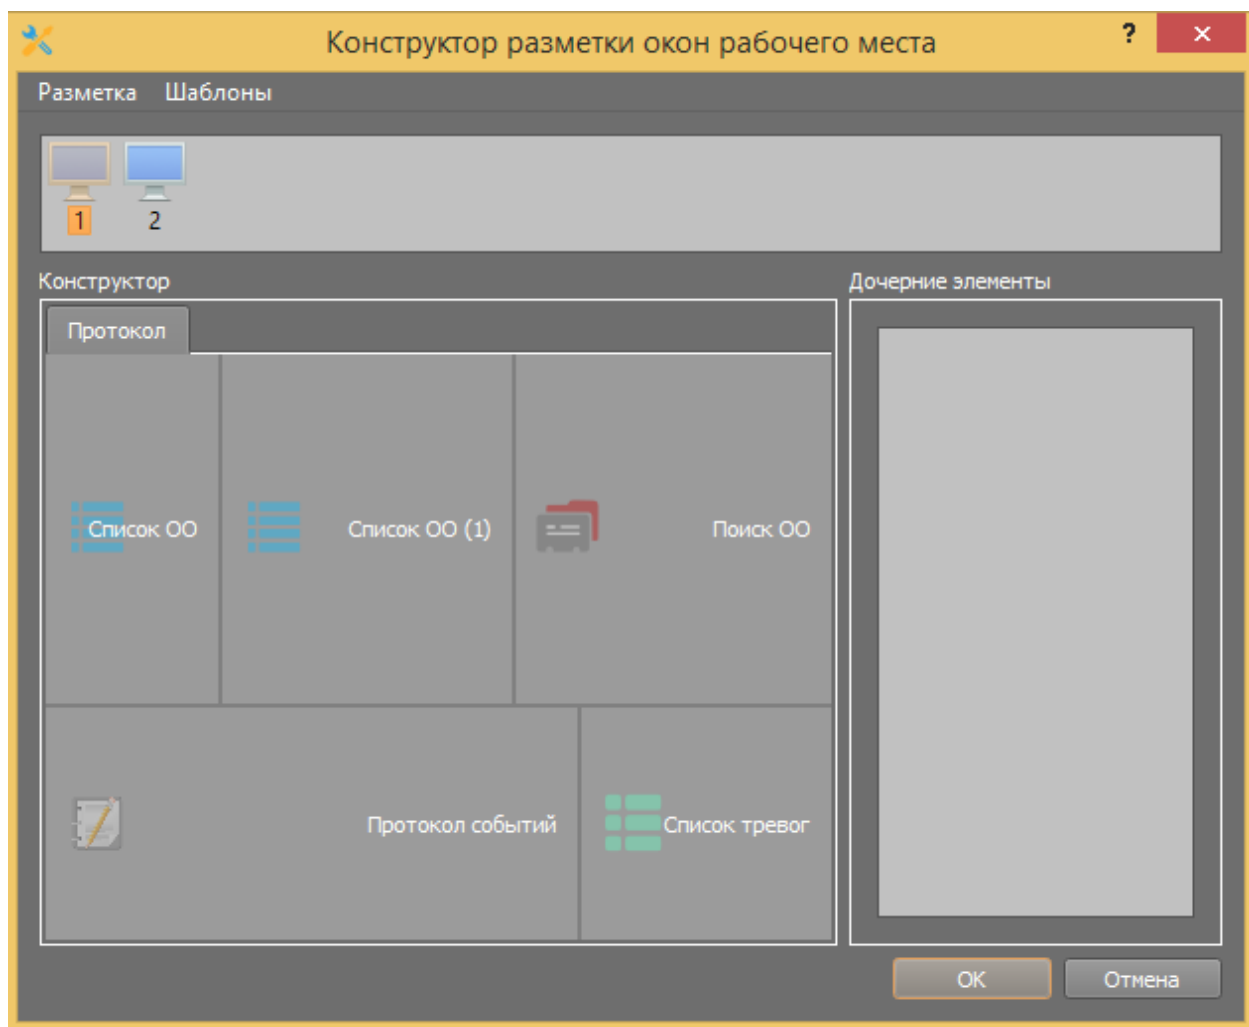 Конструктор разметки окон рабочего места ?
Разметка Шаблоны
1 2
Конструктор
Дочерние элементы
Протокол
Список ОО
Список ОО (1)
Поиск ОО
Протокол событий
Список тревог
ОК
Отмена